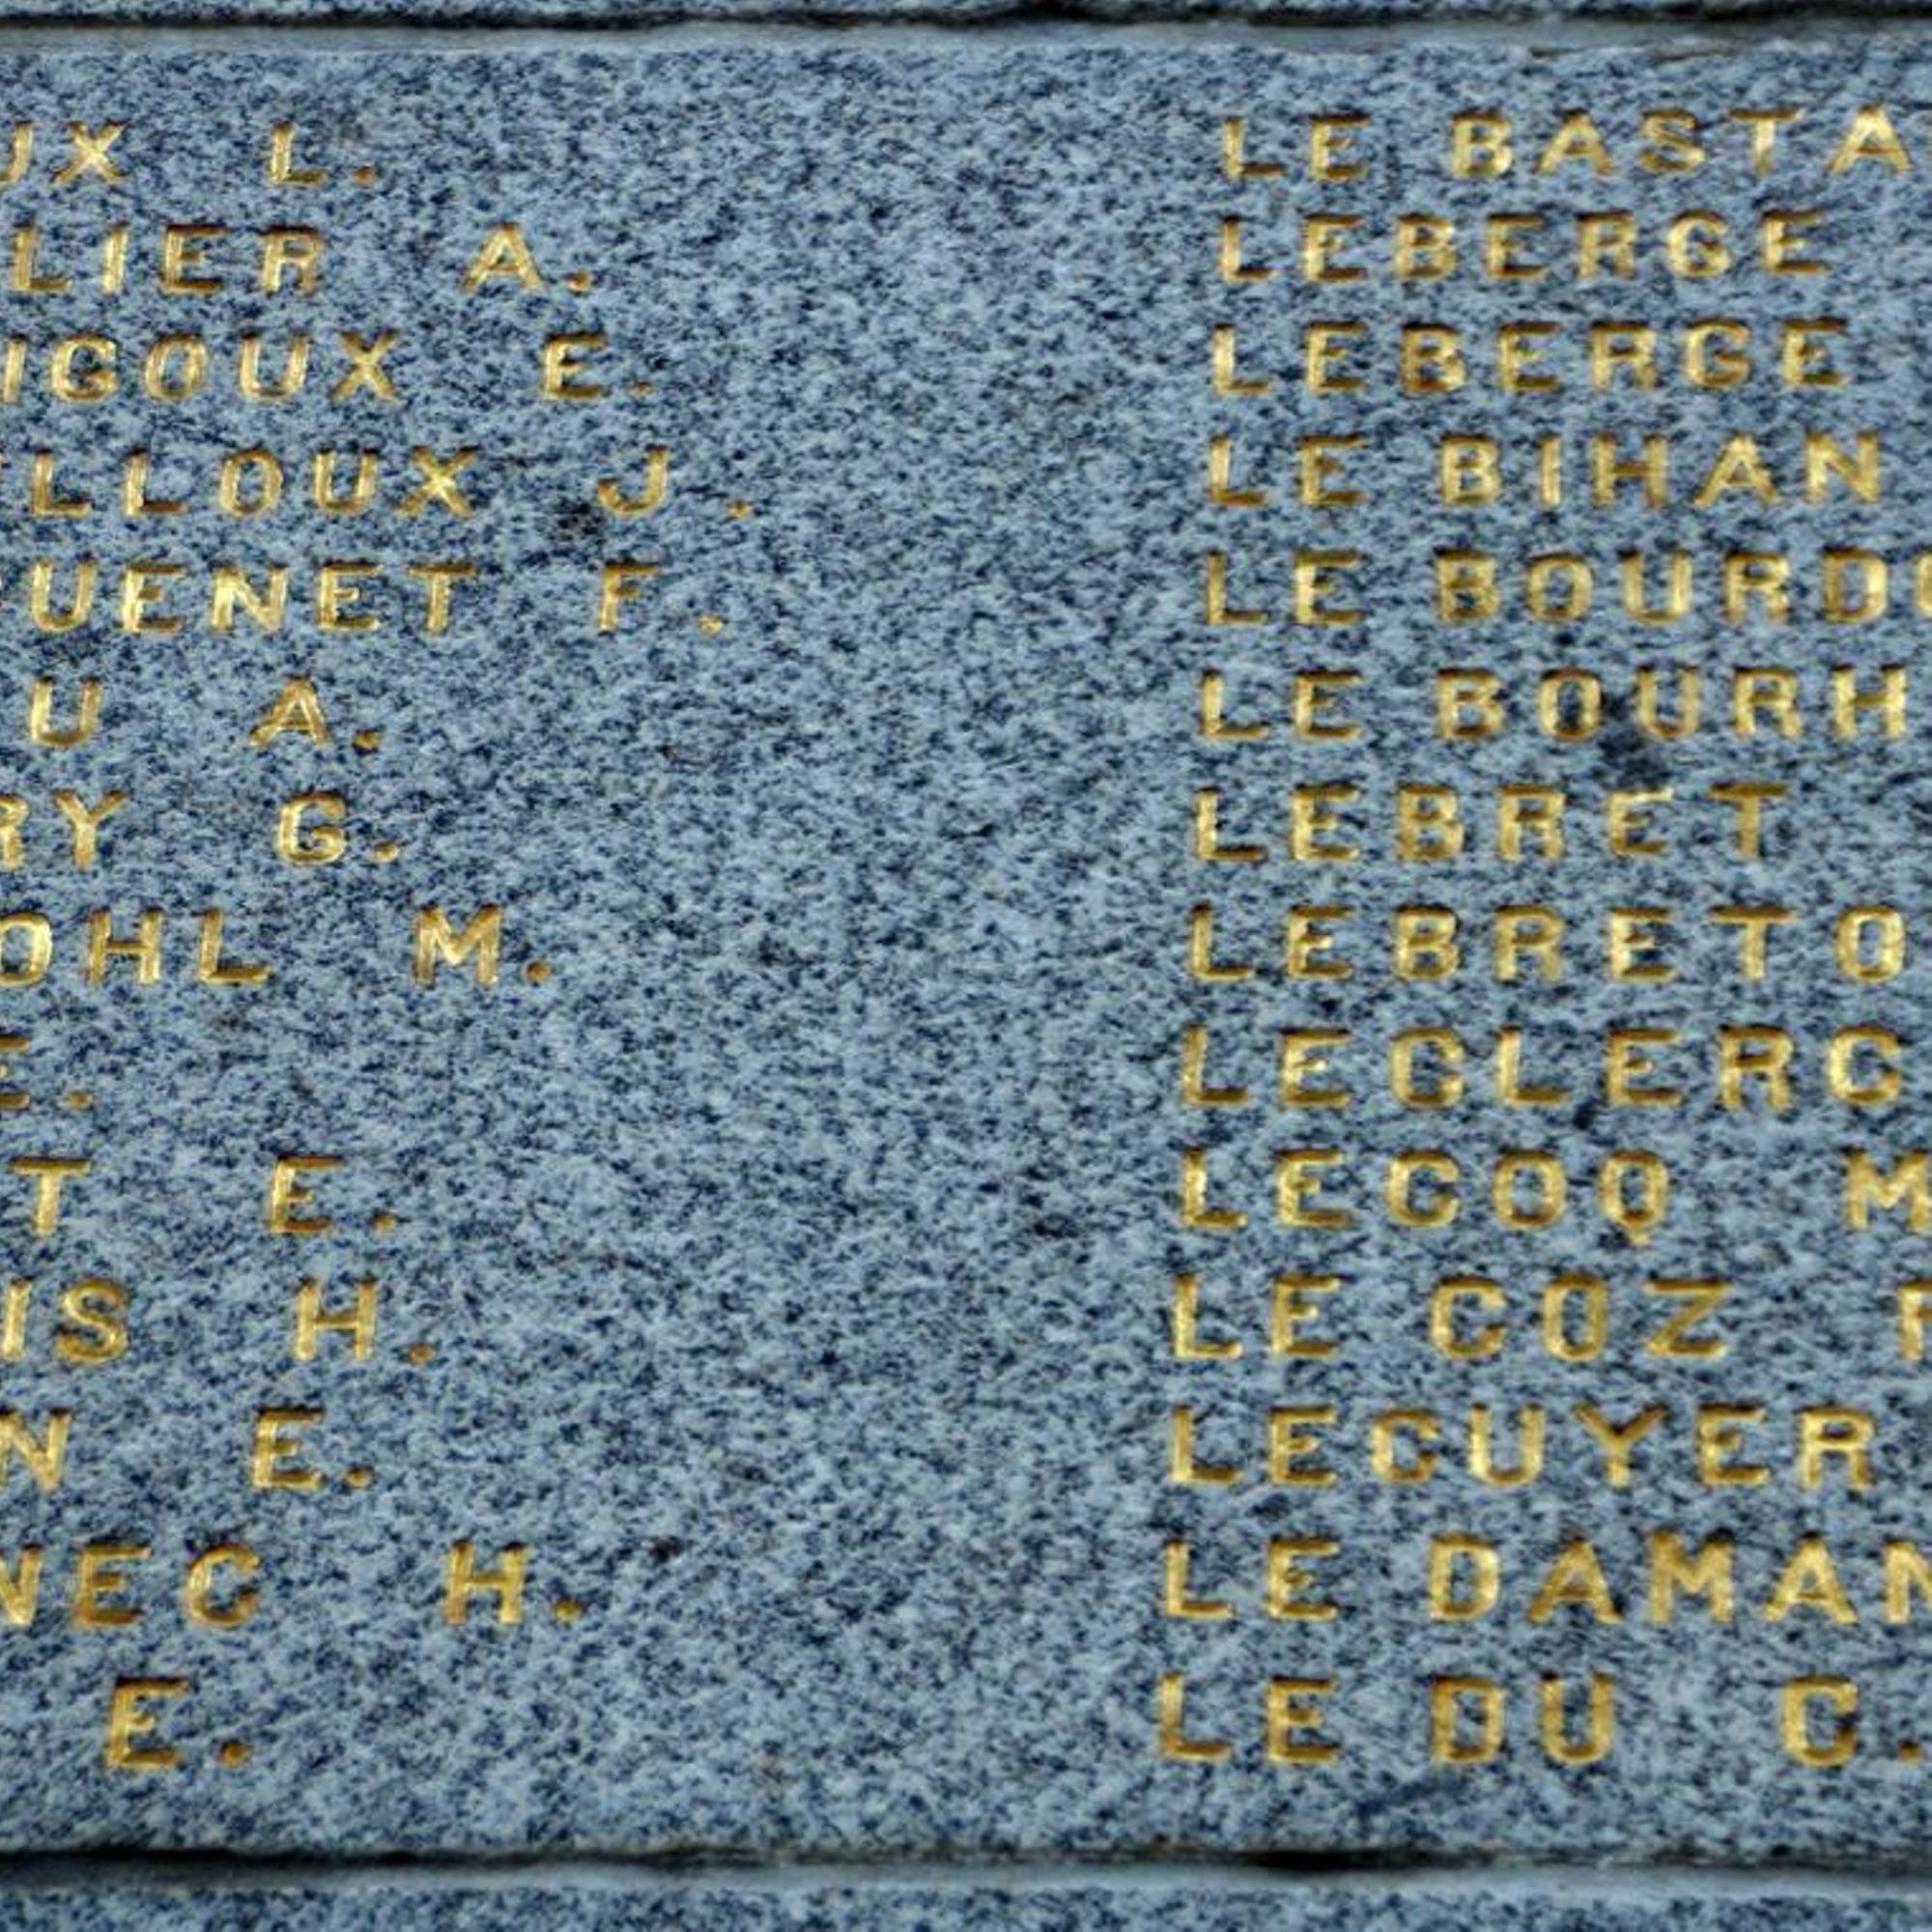 UX L.
LIER A.
IGOUX E.
LLOUX J.
UENET F.
U A.
RY G.
OHL M.
E.
T E.
IS H.
N E.
NEC H.
E.
LE BASTA
LEBERGE
LEBERGE
LE BIHAN
LE BOURD
LE BOURH
LEBRET
LEBRETO
LECLERC
LECOQ M
LE COZ
LECUYER
LE DAMAN
LE DU C.